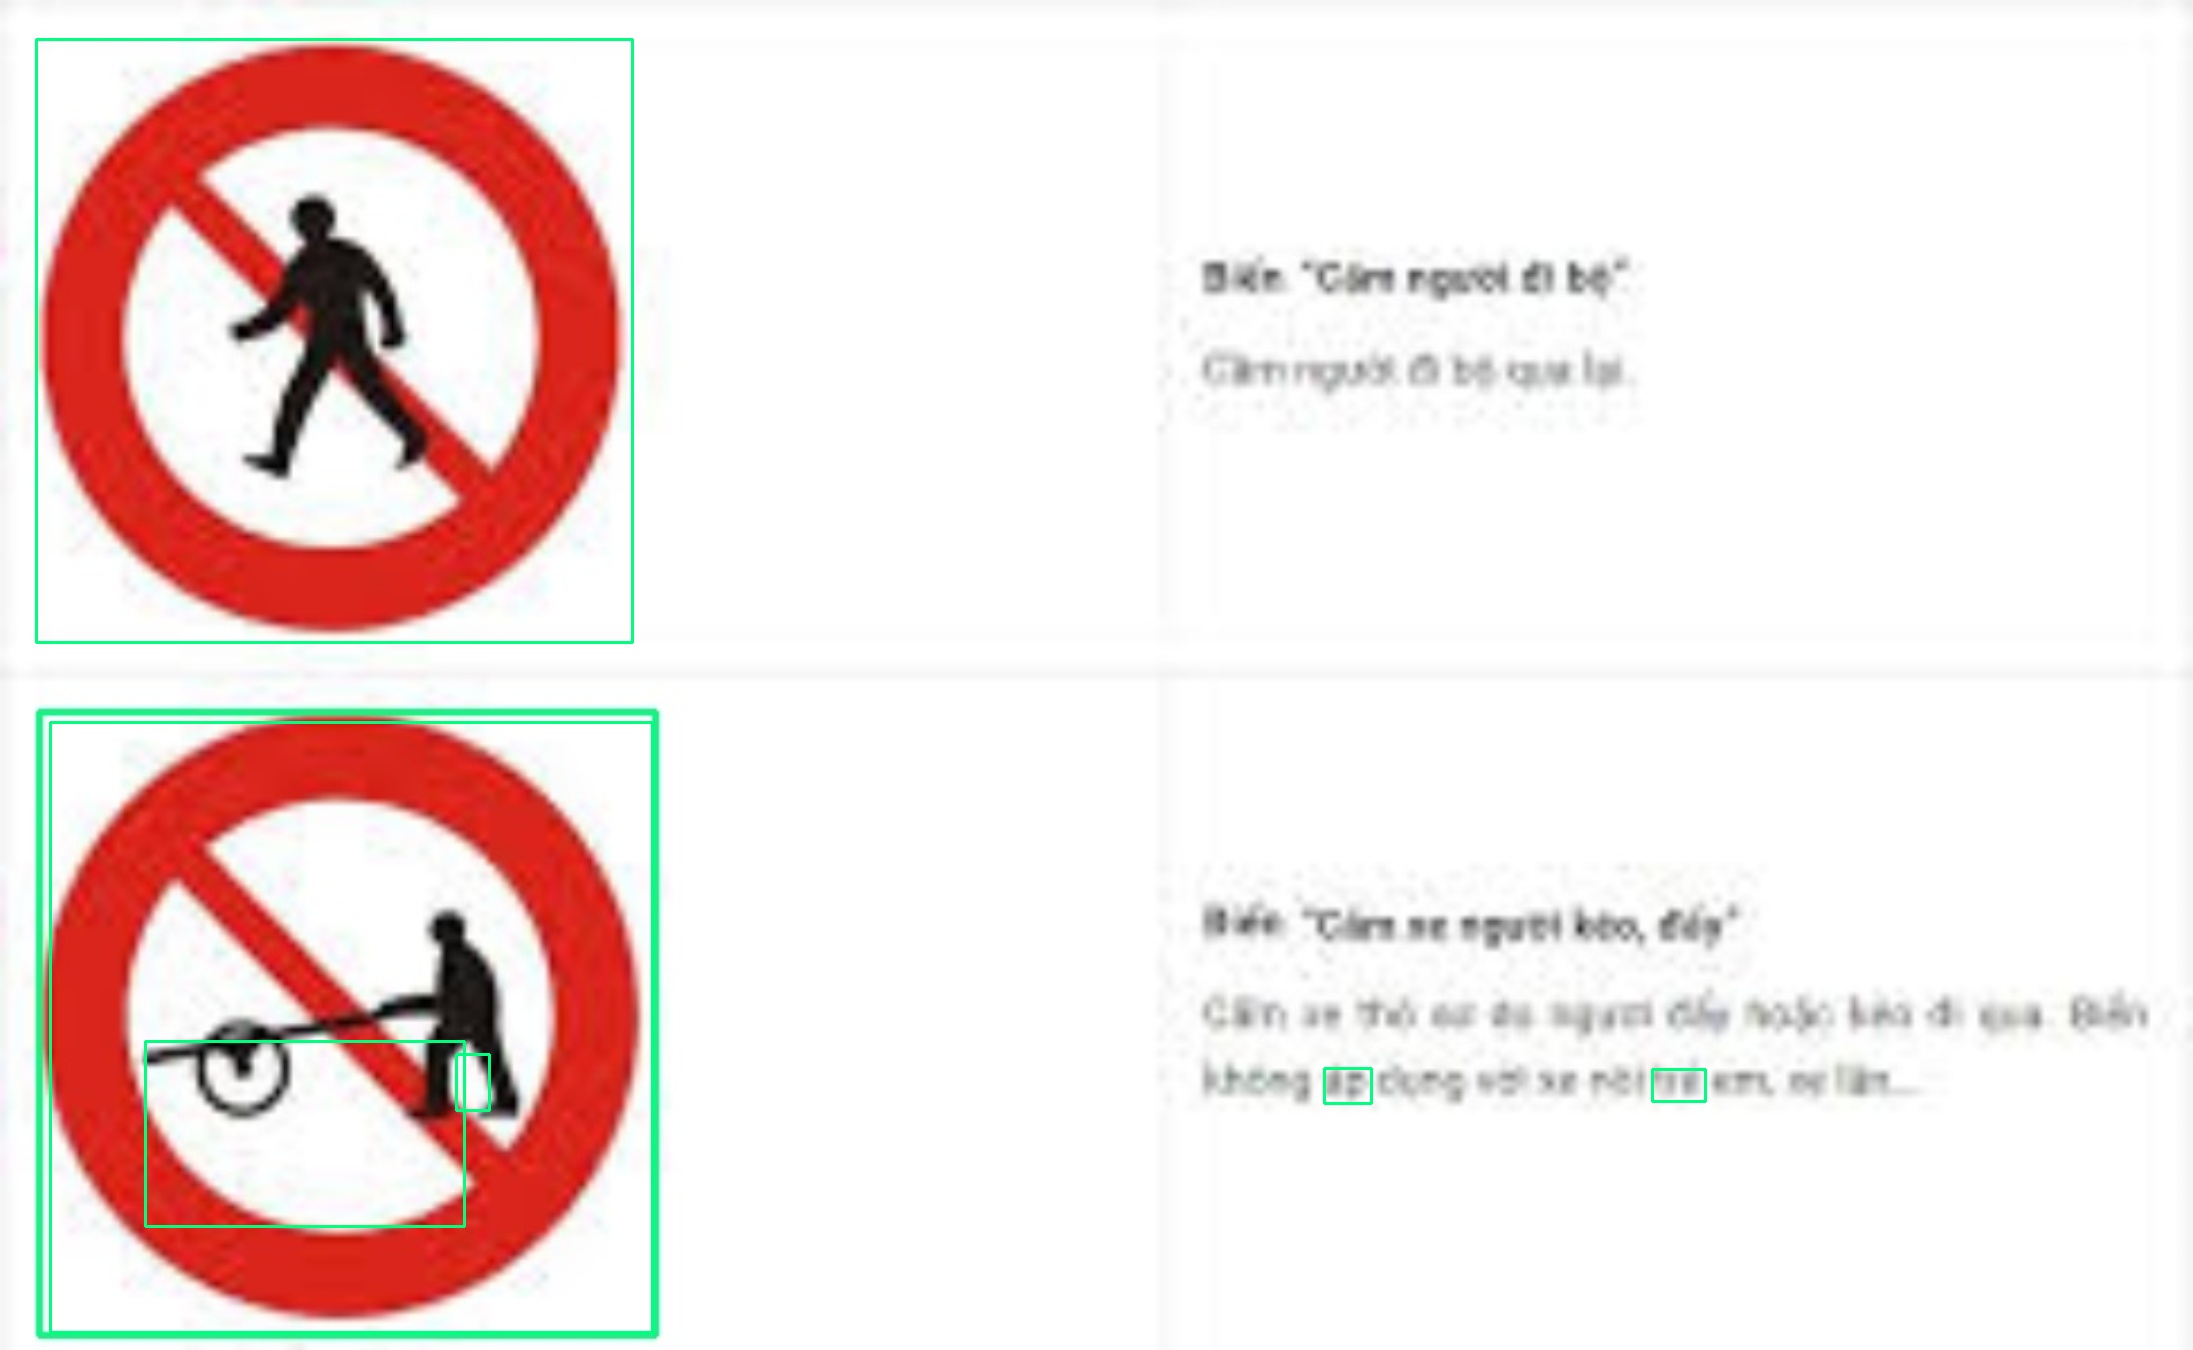 Biển "Cấm người đi bộ"
Cấm người đi bộ qua lại.
Biển "Cấm xe người kéo, đẩy"
Cấm xe thô sơ do người đẩy hoặc kéo đi qua. Biển
không áp dụng với xe nôi trẻ em, xe lăn...